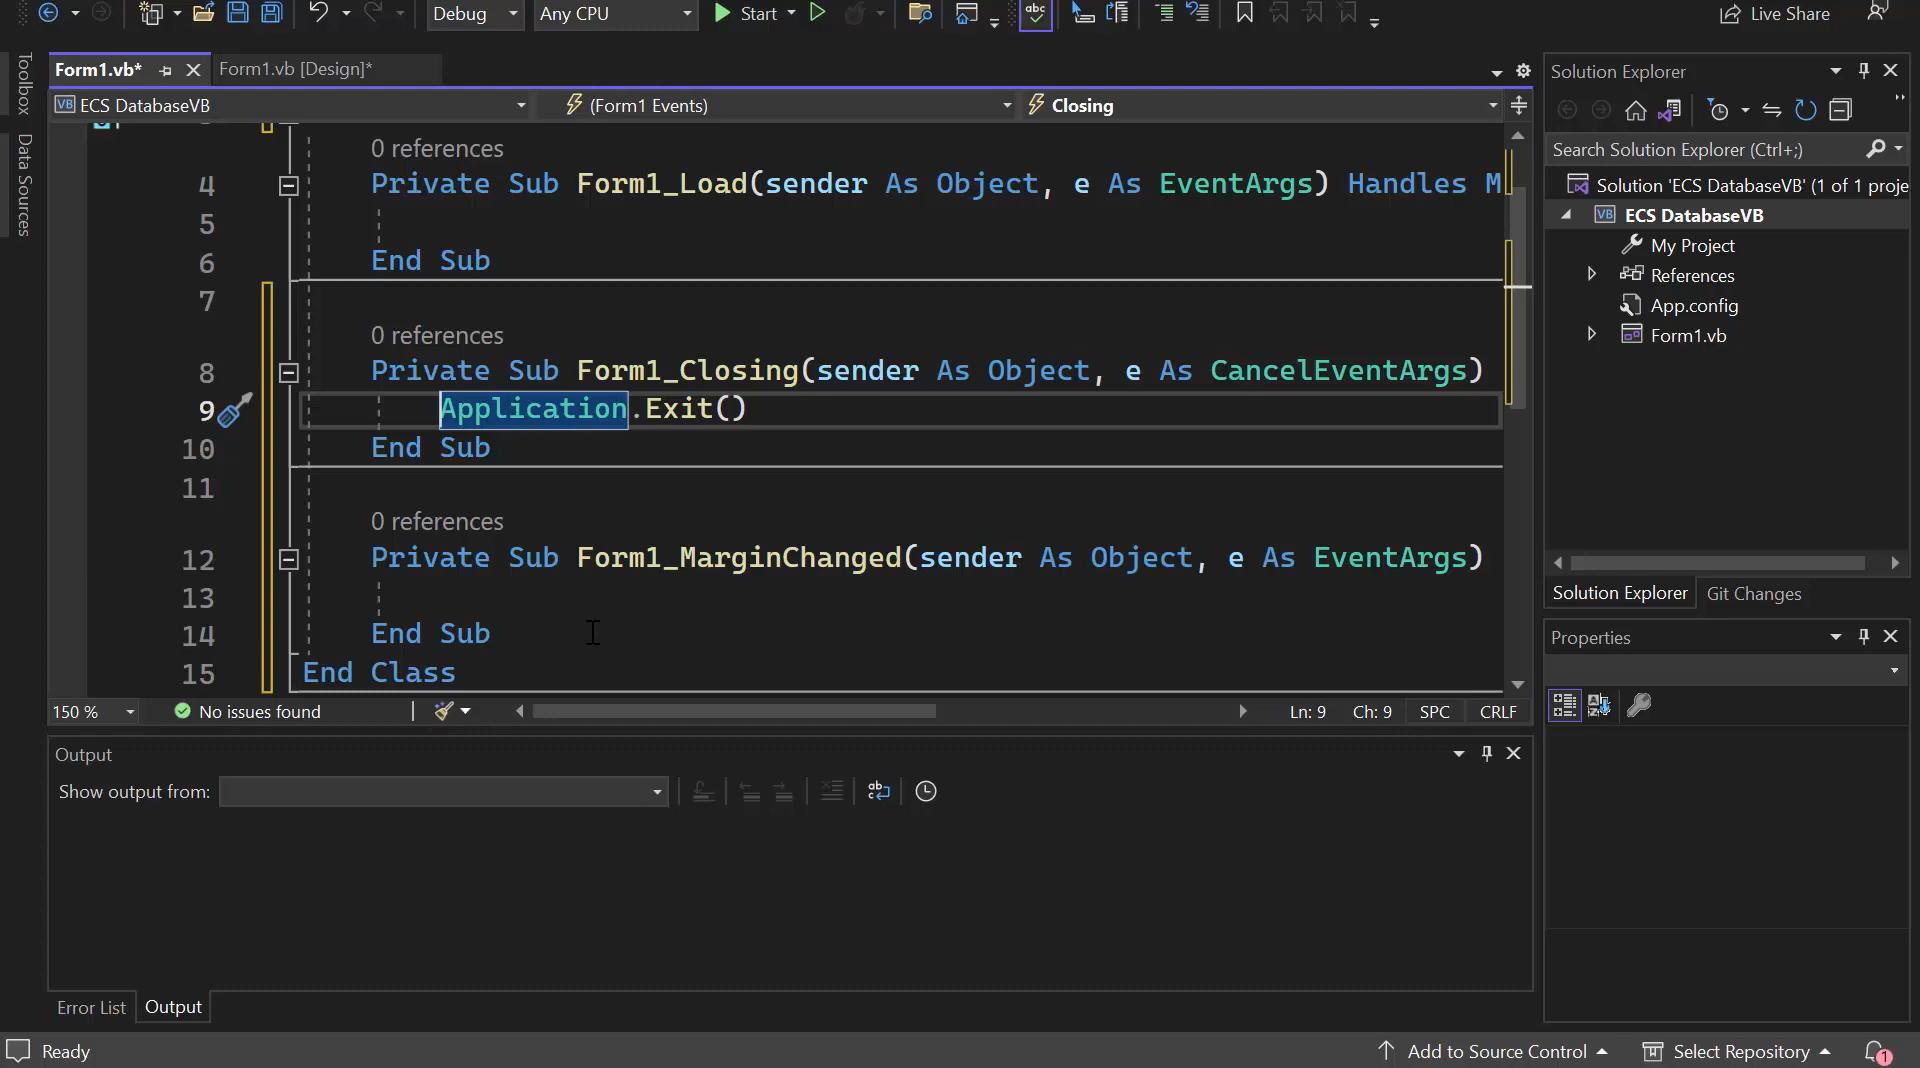 Debug
Any CPU
Start
Live Share
Toolbox
Data Sources
Form1.vb*
Form1.vb [Design]*
VB ECS DatabaseVB
(Form1 Events)
Closing
0 references
4 Private Sub Form1_Load(sender As Object, e As EventArgs) Handles M
5
6 End Sub
7
0 references
8 Private Sub Form1_Closing(sender As Object, e As CancelEventArgs)
9 Application.Exit()
10 End Sub
11
0 references
12 Private Sub Form1_MarginChanged(sender As Object, e As EventArgs)
13
14 End Sub
15 End Class
150 %
No issues found
Ln: 9
Ch: 9
SPC
CRLF
Output
Show output from:
Error List
Output
Solution Explorer
Search Solution Explorer (Ctrl+;)
Solution 'ECS DatabaseVB' (1 of 1 proje
VB ECS DatabaseVB
My Project
References
App.config
Form1.vb
Solution Explorer
Git Changes
Properties
Ready
Add to Source Control
Select Repository
1